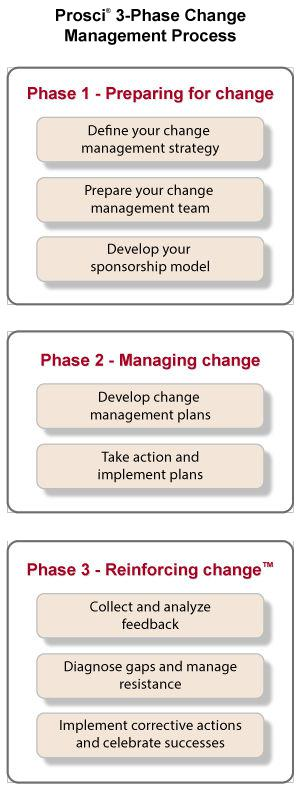 Prosci® 3-Phase Change
Management Process
Phase 1 - Preparing for change
Define your change
management strategy
Prepare your change
management team
Develop your
sponsorship model
Phase 2 - Managing change
Develop change
management plans
Take action and
implement plans
Phase 3 - Reinforcing change™
Collect and analyze
feedback
Diagnose gaps and manage
resistance
Implement corrective actions
and celebrate successes